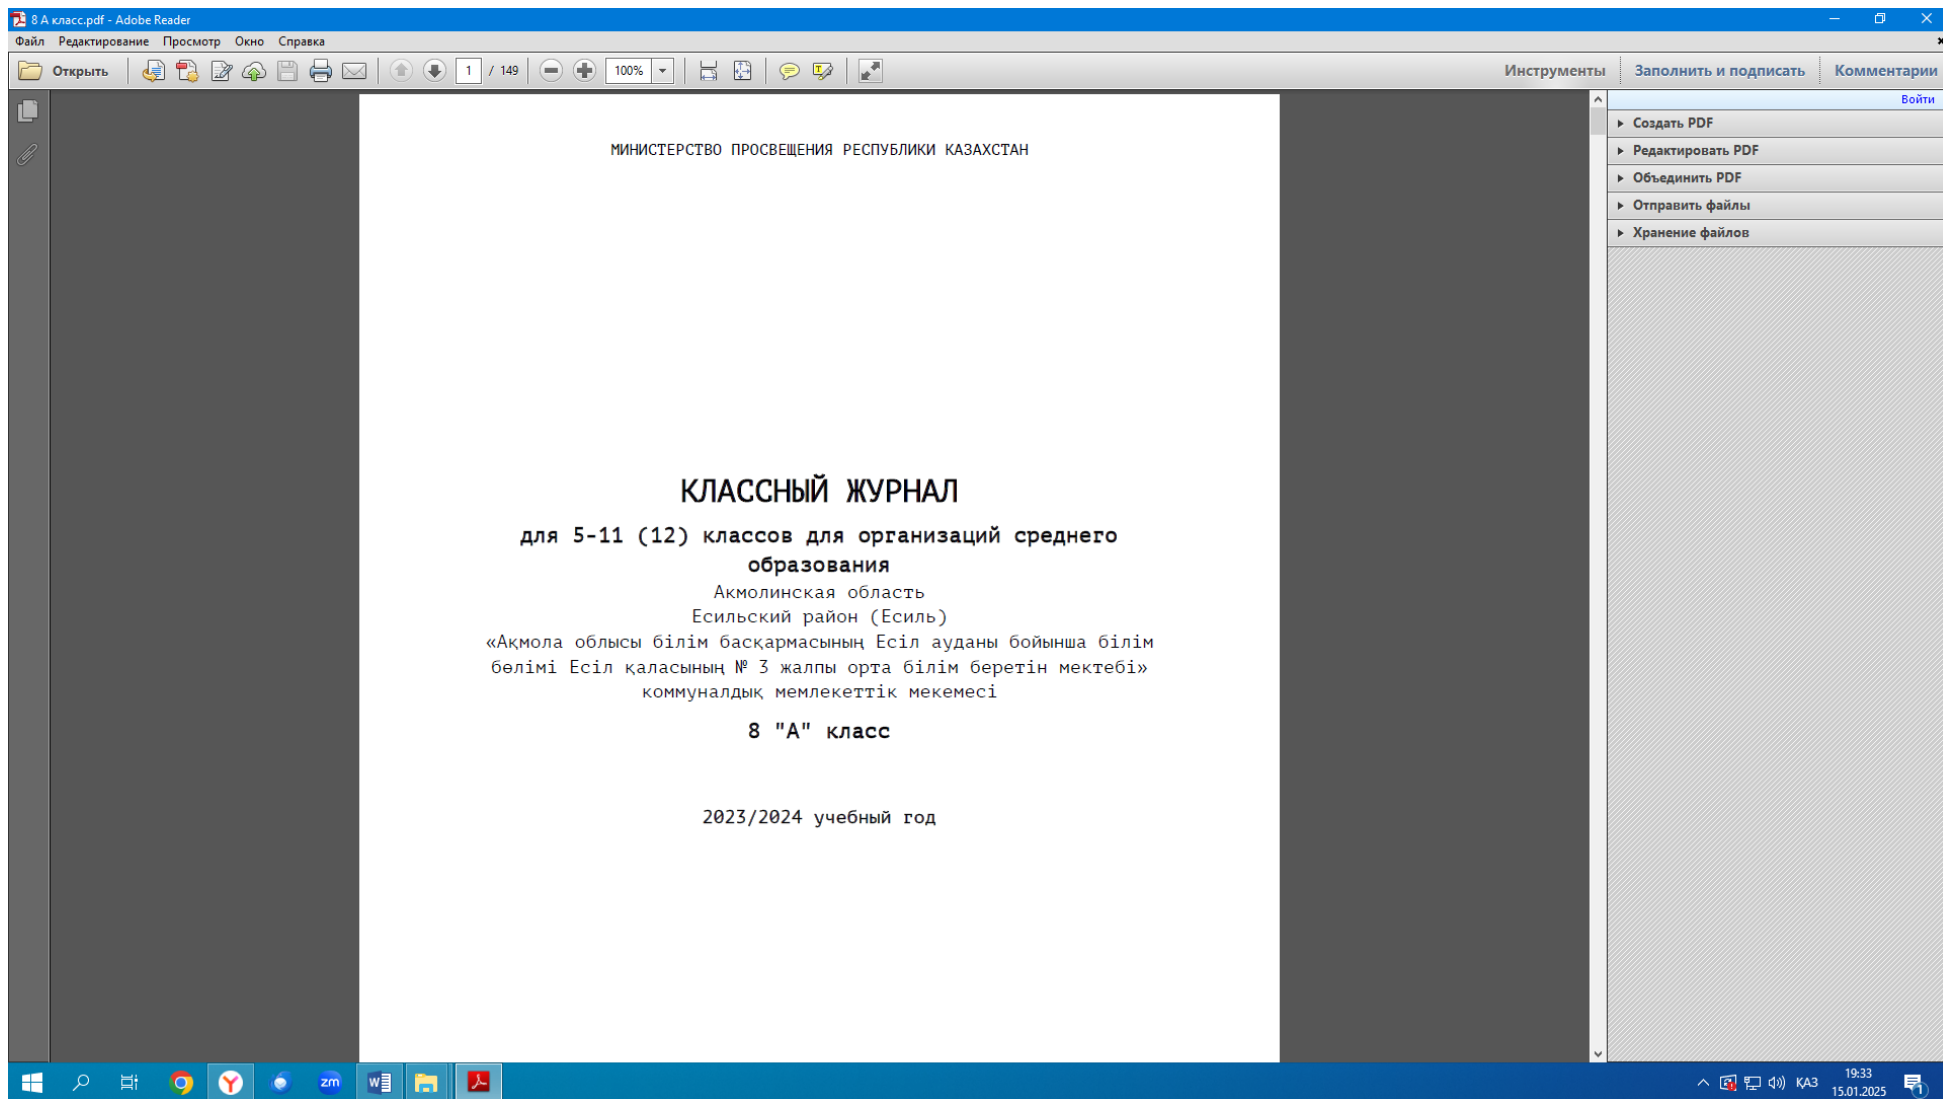 8 А класс.pdf - Adobe Reader
Файл Редактирование Просмотр Окно Справка
Открыть 1 / 149 100% Инструменты Заполнить и подписать Комментарии
Войти
Создать PDF
Редактировать PDF
Объединить PDF
Отправить файлы
Хранение файлов
МИНИСТЕРСТВО ПРОСВЕЩЕНИЯ РЕСПУБЛИКИ КАЗАХСТАН
КЛАССНЫЙ ЖУРНАЛ
для 5-11 (12) классов для организаций среднего
образования
Акмолинская область
Есильский район (Есиль)
«Ақмола облысы білім басқармасының Есіл ауданы бойынша білім
бөлімі Есіл қаласының № 3 жалпы орта білім беретін мектебі»
коммуналдық мемлекеттік мекемесі
8 "А" класс
2023/2024 учебный год
zm
ҚАЗ
19:33
15.01.2025
1